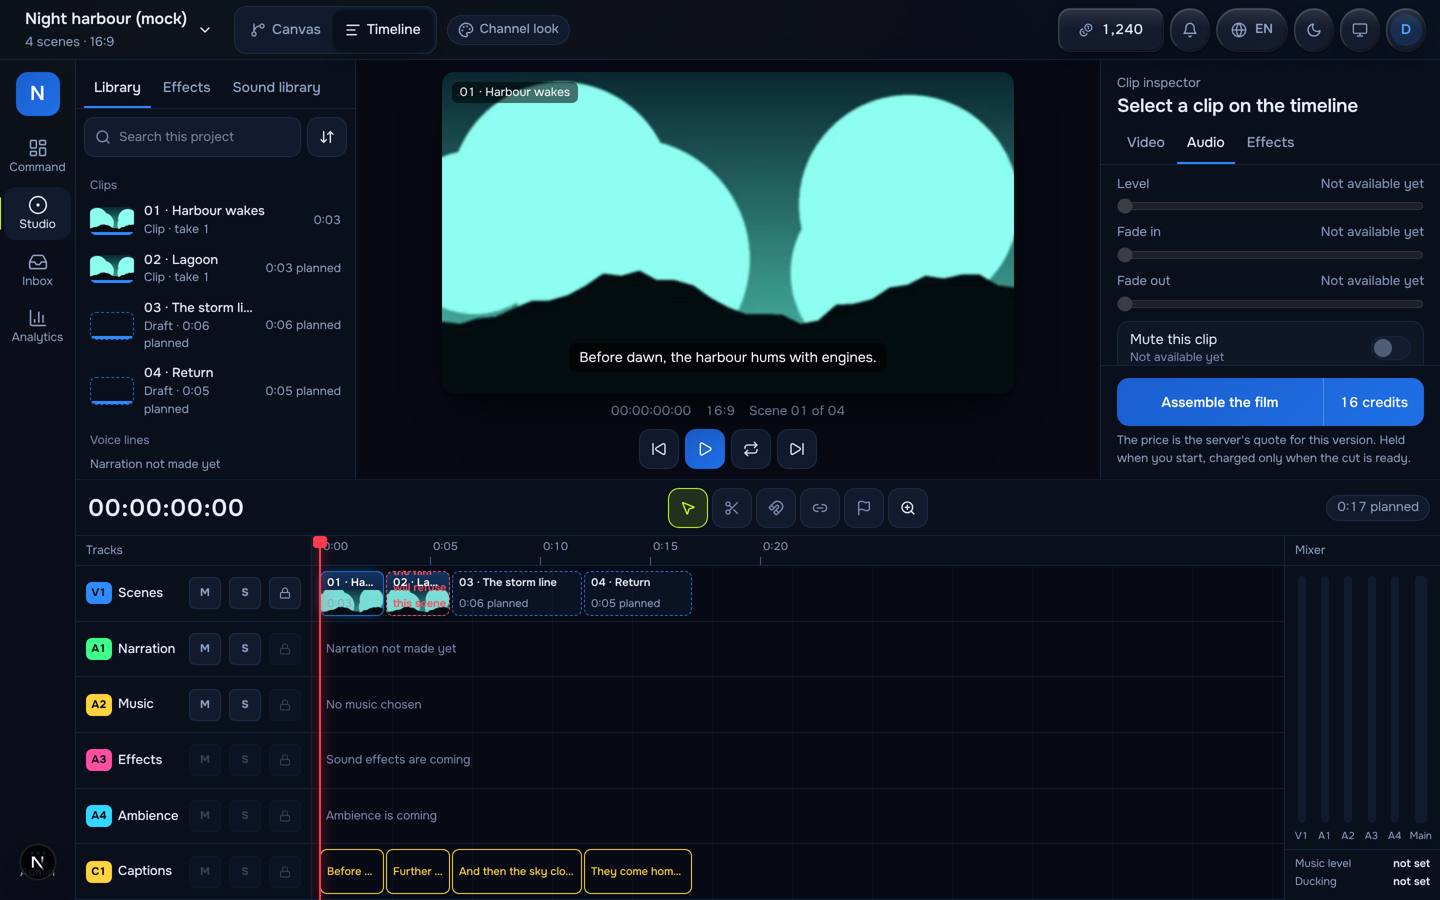 Night harbour (mock)
4 scenes · 16:9
Canvas
Timeline
Channel look
1,240
EN
D
N
Command
Studio
Inbox
Analytics
N
Library
Effects
Sound library
Search this project
Clips
01 · Harbour wakes
Clip · take 1
0:03
02 · Lagoon
Clip · take 1
0:03 planned
03 · The storm li...
Draft · 0:06
planned
0:06 planned
04 · Return
Draft · 0:05
planned
0:05 planned
Voice lines
Narration not made yet
01 · Harbour wakes
Before dawn, the harbour hums with engines.
00:00:00:00
16:9
Scene 01 of 04
Clip inspector
Select a clip on the timeline
Video
Audio
Effects
Level
Not available yet
Fade in
Not available yet
Fade out
Not available yet
Mute this clip
Not available yet
Assemble the film
16 credits
The price is the server's quote for this version. Held
when you start, charged only when the cut is ready.
00:00:00:00
0:17 planned
Tracks
0:00
0:05
0:10
0:15
0:20
Mixer
V1
Scenes
M
S
01 · Ha...
0:03
02 · La...
still refuse
this scene
03 · The storm line
0:06 planned
04 · Return
0:05 planned
A1
Narration
M
S
Narration not made yet
A2
Music
M
S
No music chosen
A3
Effects
M
S
Sound effects are coming
A4
Ambience
M
S
Ambience is coming
C1
Captions
M
S
Before ...
Further ...
And then the sky clo...
They come hom...
V1
A1
A2
A3
A4
Main
Music level
not set
Ducking
not set